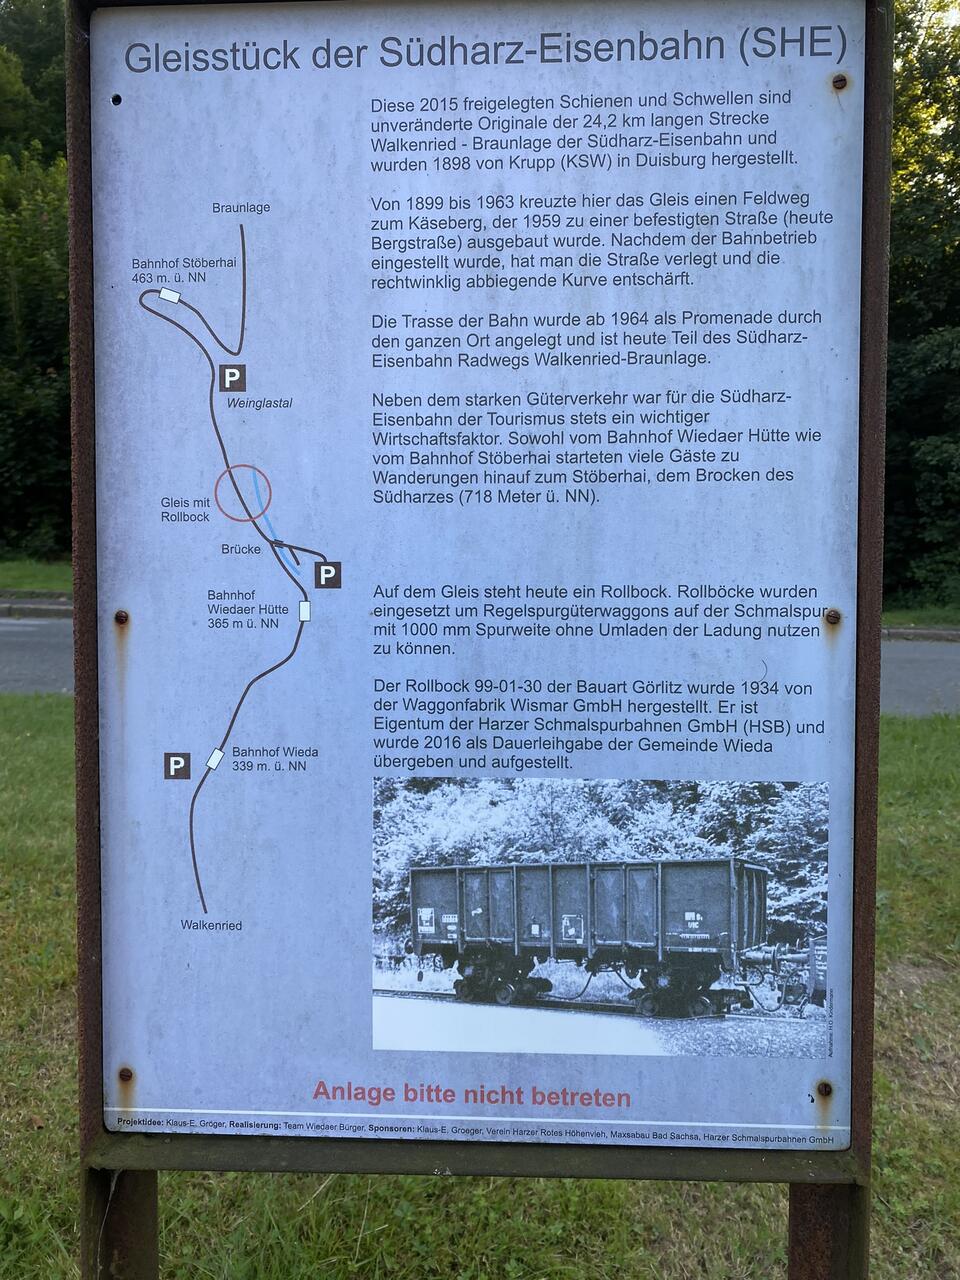 Gleisstück der Südharz-Eisenbahn (SHE)
Diese 2015 freigelegten Schienen und Schwellen sind
unveränderte Originale der 24,2 km langen Strecke
Walkenried - Braunlage der Südharz-Eisenbahn und
wurden 1898 von Krupp (KSW) in Duisburg hergestellt.
Von 1899 bis 1963 kreuzte hier das Gleis einen Feldweg
zum Käseberg, der 1959 zu einer befestigten Straße (heute
Bergstraße) ausgebaut wurde. Nachdem der Bahnbetrieb
eingestellt wurde, hat man die Straße verlegt und die
rechtwinklig abbiegende Kurve entschärft.
Die Trasse der Bahn wurde ab 1964 als Promenade durch
den ganzen Ort angelegt und ist heute Teil des Südharz-
Eisenbahn Radwegs Walkenried-Braunlage.
Neben dem starken Güterverkehr war für die Südharz-
Eisenbahn der Tourismus stets ein wichtiger
Wirtschaftsfaktor. Sowohl vom Bahnhof Wiedaer Hütte wie
vom Bahnhof Stöberhai starteten viele Gäste zu
Wanderungen hinauf zum Stöberhai, dem Brocken des
Südharzes (718 Meter ü. NN).
Auf dem Gleis steht heute ein Rollbock. Rollböcke wurden
eingesetzt um Regelspurgüterwaggons auf der Schmalspur
mit 1000 mm Spurweite ohne Umladen der Ladung nutzen
zu können.
Der Rollbock 99-01-30 der Bauart Görlitz wurde 1934 von
der Waggonfabrik Wismar GmbH hergestellt. Er ist
Eigentum der Harzer Schmalspurbahnen GmbH (HSB) und
wurde 2016 als Dauerleihgabe der Gemeinde Wieda
übergeben und aufgestellt.
Braunlage
Bahnhof Stöberhai
463 m. ü. NN
P
Weinglastal
Gleis mit
Rollbock
Brücke
P
Bahnhof
Wiedaer Hütte
365 m ü. NN
P
Bahnhof Wieda
339 m. ü. NN
Walkenried
Aufnahme: H.D. Kindermann
Anlage bitte nicht betreten
Projektidee: Klaus-E. Gröger, Realisierung: Team Wiedaer Bürger, Sponsoren: Klaus-E. Groeger, Verein Harzer Rotes Höhenvieh, Maxsabau Bad Sachsa, Harzer Schmalspurbahnen GmbH